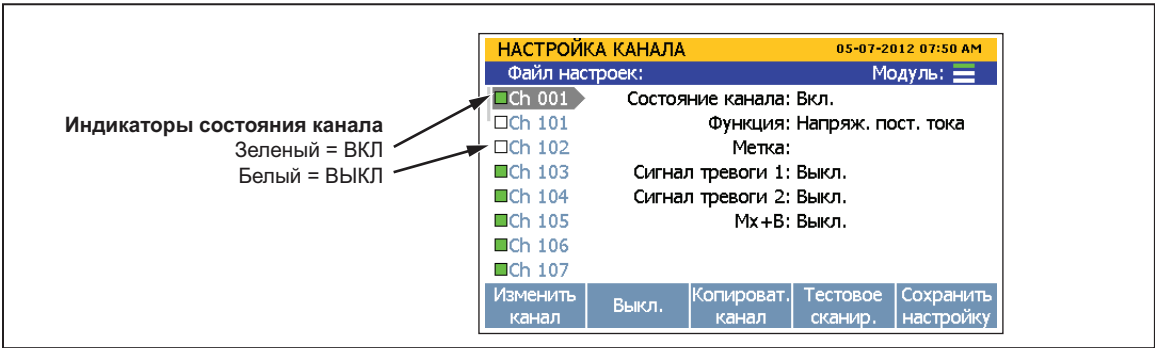 НАСТРОЙКА КАНАЛА 05-07-2012 07:50 AM
Файл настроек: Модуль:
Индикаторы состояния канала
Зеленый = ВКЛ
Белый = ВЫКЛ
Ch 001 Состояние канала: Вкл.
Ch 101 Функция: Напряж. пост. тока
Ch 102 Метка:
Ch 103 Сигнал тревоги 1: Выкл.
Ch 104 Сигнал тревоги 2: Выкл.
Ch 105 Mx+B: Выкл.
Ch 106
Ch 107
Изменить канал
Выкл.
Копироват. канал
Тестовое сканир.
Сохранить настройку